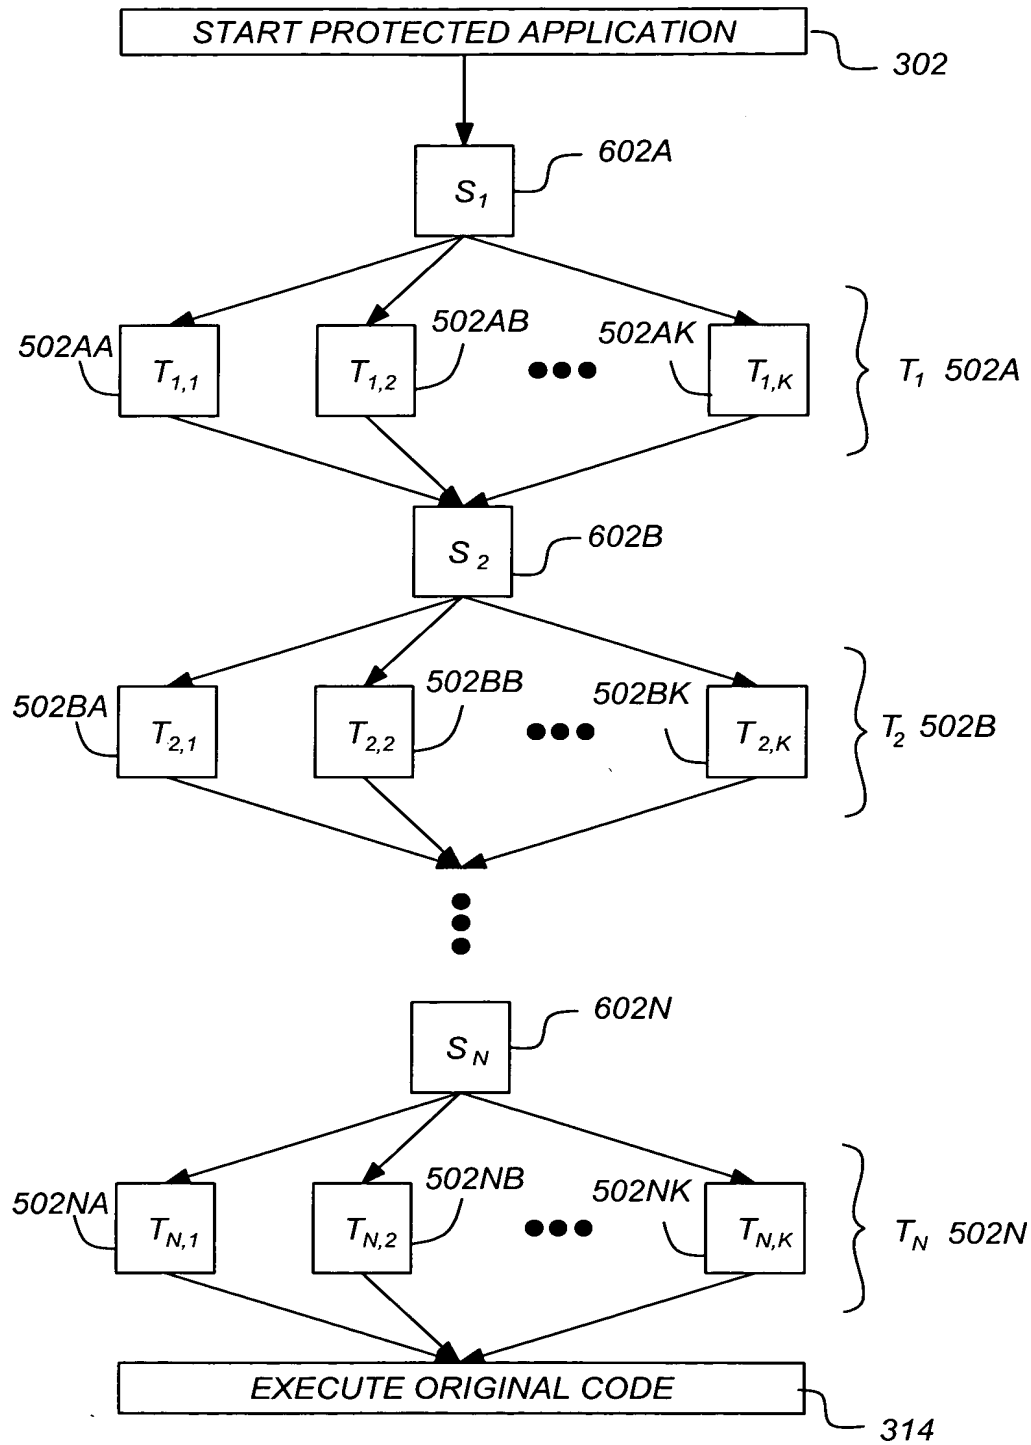 START PROTECTED APPLICATION
302
602A
S1
502AA
T1,1
502AB
T1,2
502AK
T1,K
T1 502A
602B
S2
502BA
T2,1
502BB
T2,2
502BK
T2,K
T2 502B
602N
SN
502NA
TN,1
502NB
TN,2
502NK
TN,K
TN 502N
EXECUTE ORIGINAL CODE
314